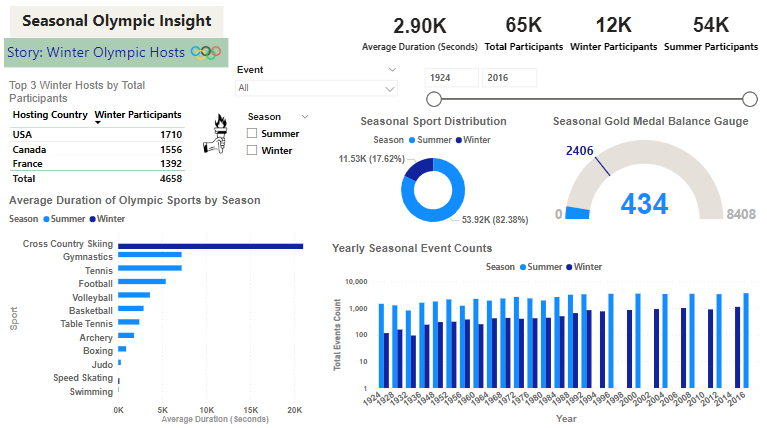 Seasonal Olympic Insight
Story: Winter Olympic Hosts
2.90K
Average Duration (Seconds)
65K
Total Participants
12K
Winter Participants
54K
Summer Participants
Top 3 Winter Hosts by Total
Participants
Hosting Country Winter Participants
USA 1710
Canada 1556
France 1392
Total 4658
Event
All
Season
Summer
Winter
1924 2016
Seasonal Sport Distribution
Season Summer Winter
11.53K (17.62%)
53.92K (82.38%)
Seasonal Gold Medal Balance Gauge
2406
0
434
8408
Average Duration of Olympic Sports by Season
Season Summer Winter
Sport
Cross Country Skiing
Gymnastics
Tennis
Football
Volleyball
Basketball
Table Tennis
Archery
Boxing
Judo
Speed Skating
Swimming
0K 5K 10K 15K 20K
Average Duration (Seconds)
Yearly Seasonal Event Counts
Season Summer Winter
Total Events Count
10,000
1,000
100
10
1
1924 1928 1932 1936 1948 1952 1956 1960 1964 1968 1972 1976 1980 1984 1988 1992 1994 1996 1998 2000 2002 2004 2006 2008 2010 2012 2014 2016
Year